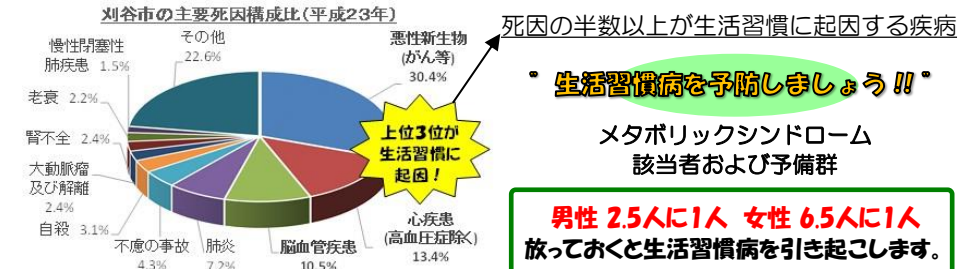 刈谷市の主要死因構成比(平成23年)
その他
22.6%
慢性閉塞性
肺疾患 1.5%
老衰 2.2%
腎不全 2.4%
大動脈瘤
及び解離
2.4%
自殺 3.1%
不慮の事故
4.3%
肺炎
7.2%
脳血管疾患
10.5%
心疾患
(高血圧症除く)
13.4%
悪性新生物
(がん等)
30.4%
上位3位が
生活習慣に
起因！
死因の半数以上が生活習慣に起因する疾病
"生活習慣病を予防しましょう!!"
メタボリックシンドローム
該当者および予備群
男性 2.5人に1人 女性 6.5人に1人
放っておくと生活習慣病を引き起こします。